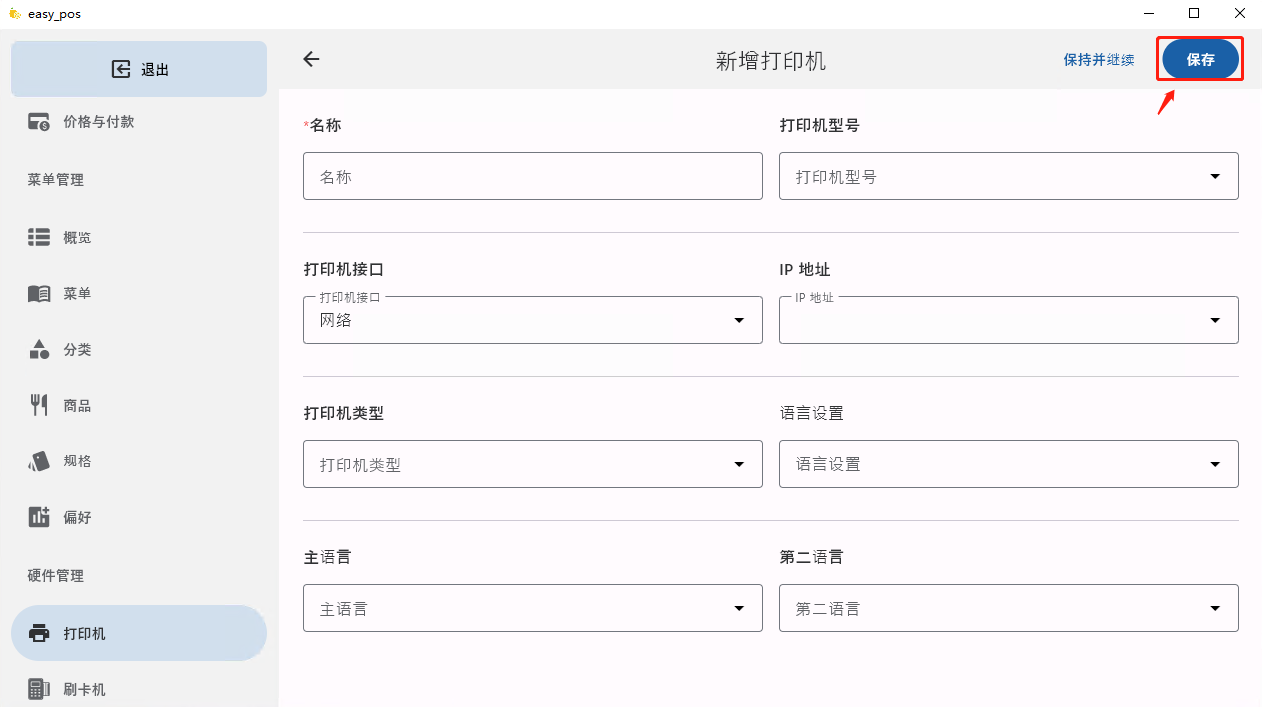 easy_pos
退出
价格与付款
菜单管理
概览
菜单
分类
商品
规格
偏好
硬件管理
打印机
刷卡机
新增打印机
保持并继续
保存
*名称
打印机型号
名称
打印机型号
打印机接口
IP 地址
打印机接口
IP 地址
网络
打印机类型
语言设置
打印机类型
语言设置
主语言
第二语言
主语言
第二语言